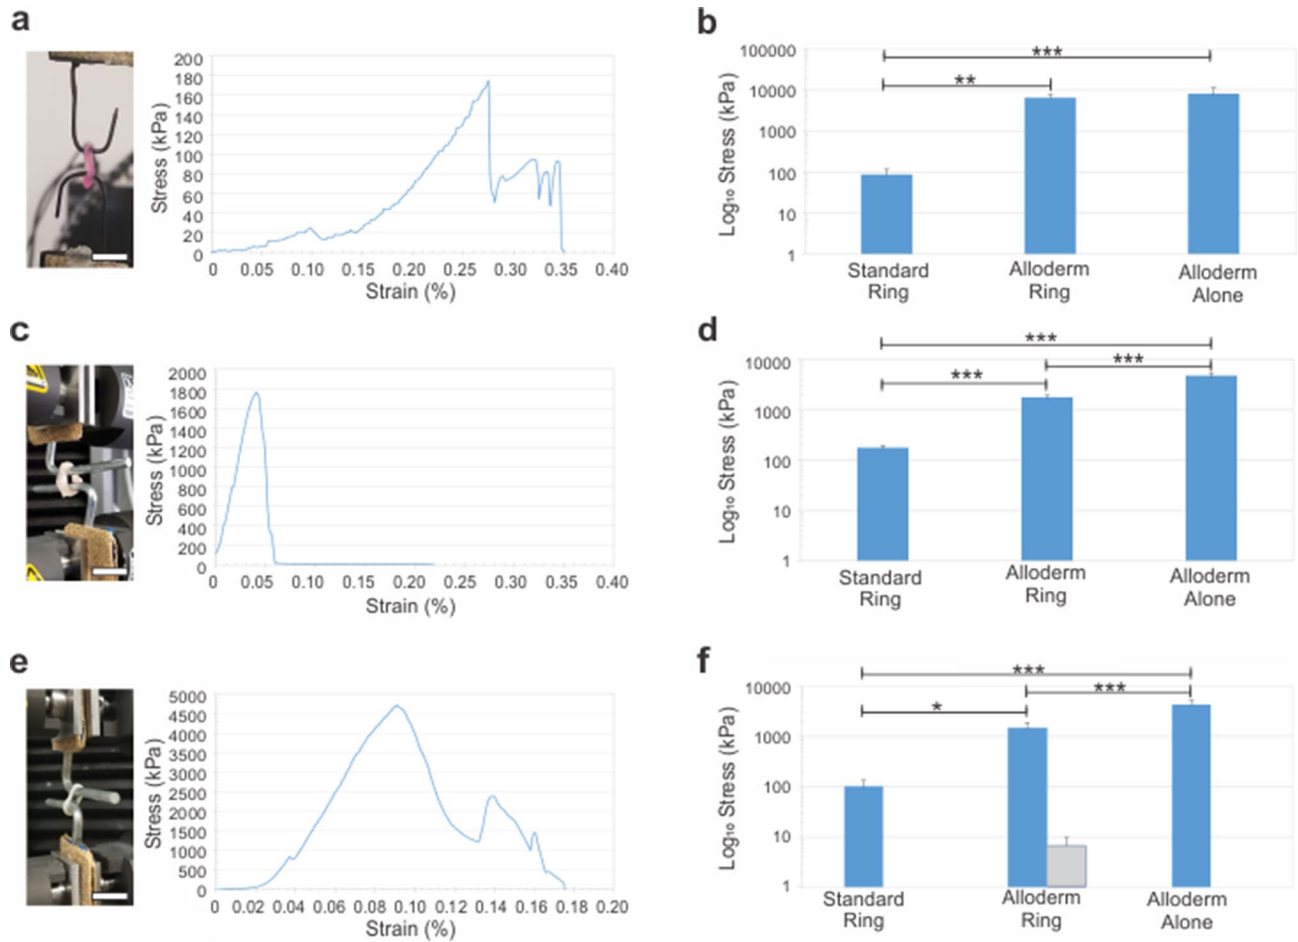 a
200
180
160
140
120
100
80
60
40
20
0
Stress (kPa)
0 0.05 0.10 0.15 0.20 0.25 0.30 0.35 0.40
Strain (%)
b
100000
10000
1000
100
10
1
Log₁₀ Stress (kPa)
***
**
Standard
Ring
Alloderm
Ring
Alloderm
Alone
c
2000
1800
1600
1400
1200
1000
800
600
400
200
0
Stress (kPa)
0 0.05 0.10 0.15 0.20 0.25 0.30 0.35 0.40
Strain (%)
d
10000
1000
100
10
1
Log₁₀ Stress (kPa)
***
***
***
Standard
Ring
Alloderm
Ring
Alloderm
Alone
e
5000
4500
4000
3500
3000
2500
2000
1500
1000
500
0
Stress (kPa)
0 0.02 0.04 0.06 0.08 0.10 0.12 0.14 0.16 0.18 0.20
Strain (%)
f
10000
1000
100
10
1
Log₁₀ Stress (kPa)
***
***
*
Standard
Ring
Alloderm
Ring
Alloderm
Alone